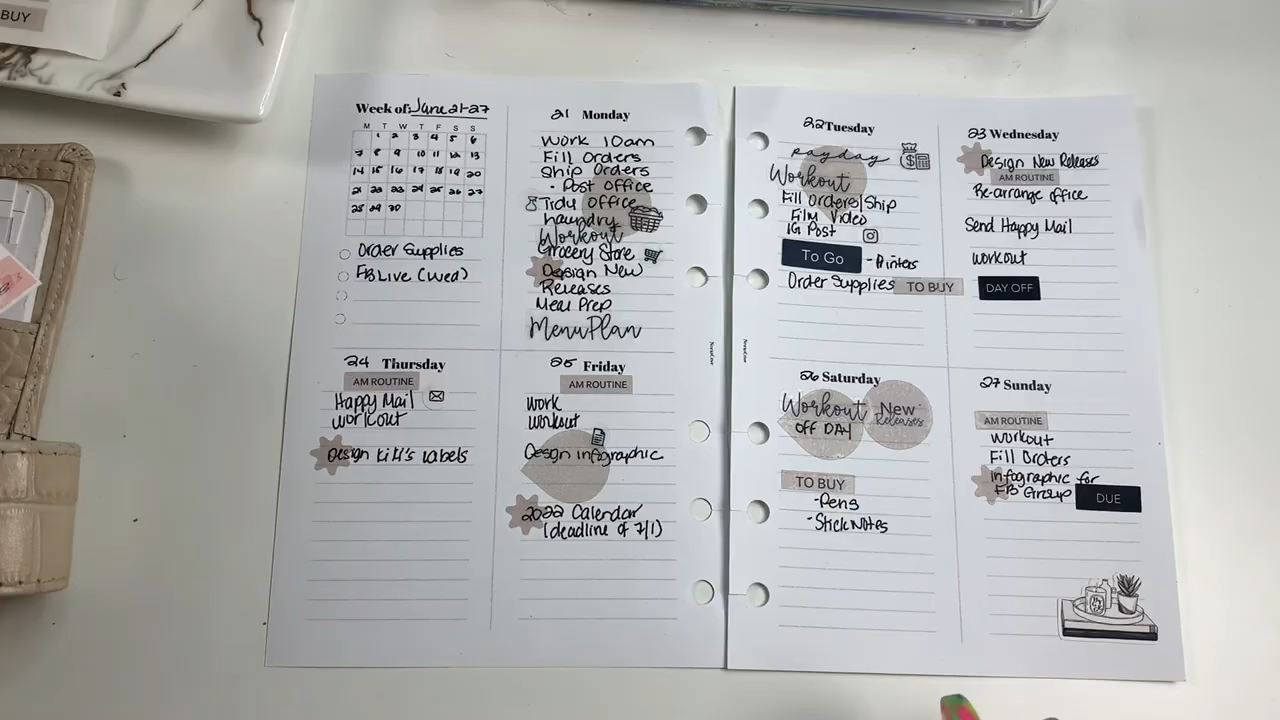 BUY
Week of: June 21-27
M T W T F S S
1 2 3 4 5 6
7 8 9 10 11 12 13
14 15 16 17 18 19 20
21 22 23 24 25 26 27
28 29 30
Order Supplies
FB Live (Wed)
21 Monday
Work 10am
Fill Orders
Ship Orders
· Post Office
Tidy Office
Laundry
Workout
Grocery Store
Design New
Releases
Meal Prep
Menu Plan
22 Tuesday
payday
Workout
Fill Orders/Ship
Film Video
IG Post
To Go
- Printers
Order Supplies TO BUY
23 Wednesday
Design New Releases
AM ROUTINE
Re-arrange office
Send Happy Mail
workout
DAY OFF
24 Thursday
AM ROUTINE
Happy Mail
workout
Design Kiki's Labels
25 Friday
AM ROUTINE
Work
Workout
Design infographic
2022 Calendar
(deadline of 7/1)
26 Saturday
Workout
OFF DAY
New
Releases
TO BUY
-Pens
-Stick Notes
27 Sunday
AM ROUTINE
Workout
Fill Orders
infographic for
FB Group DUE